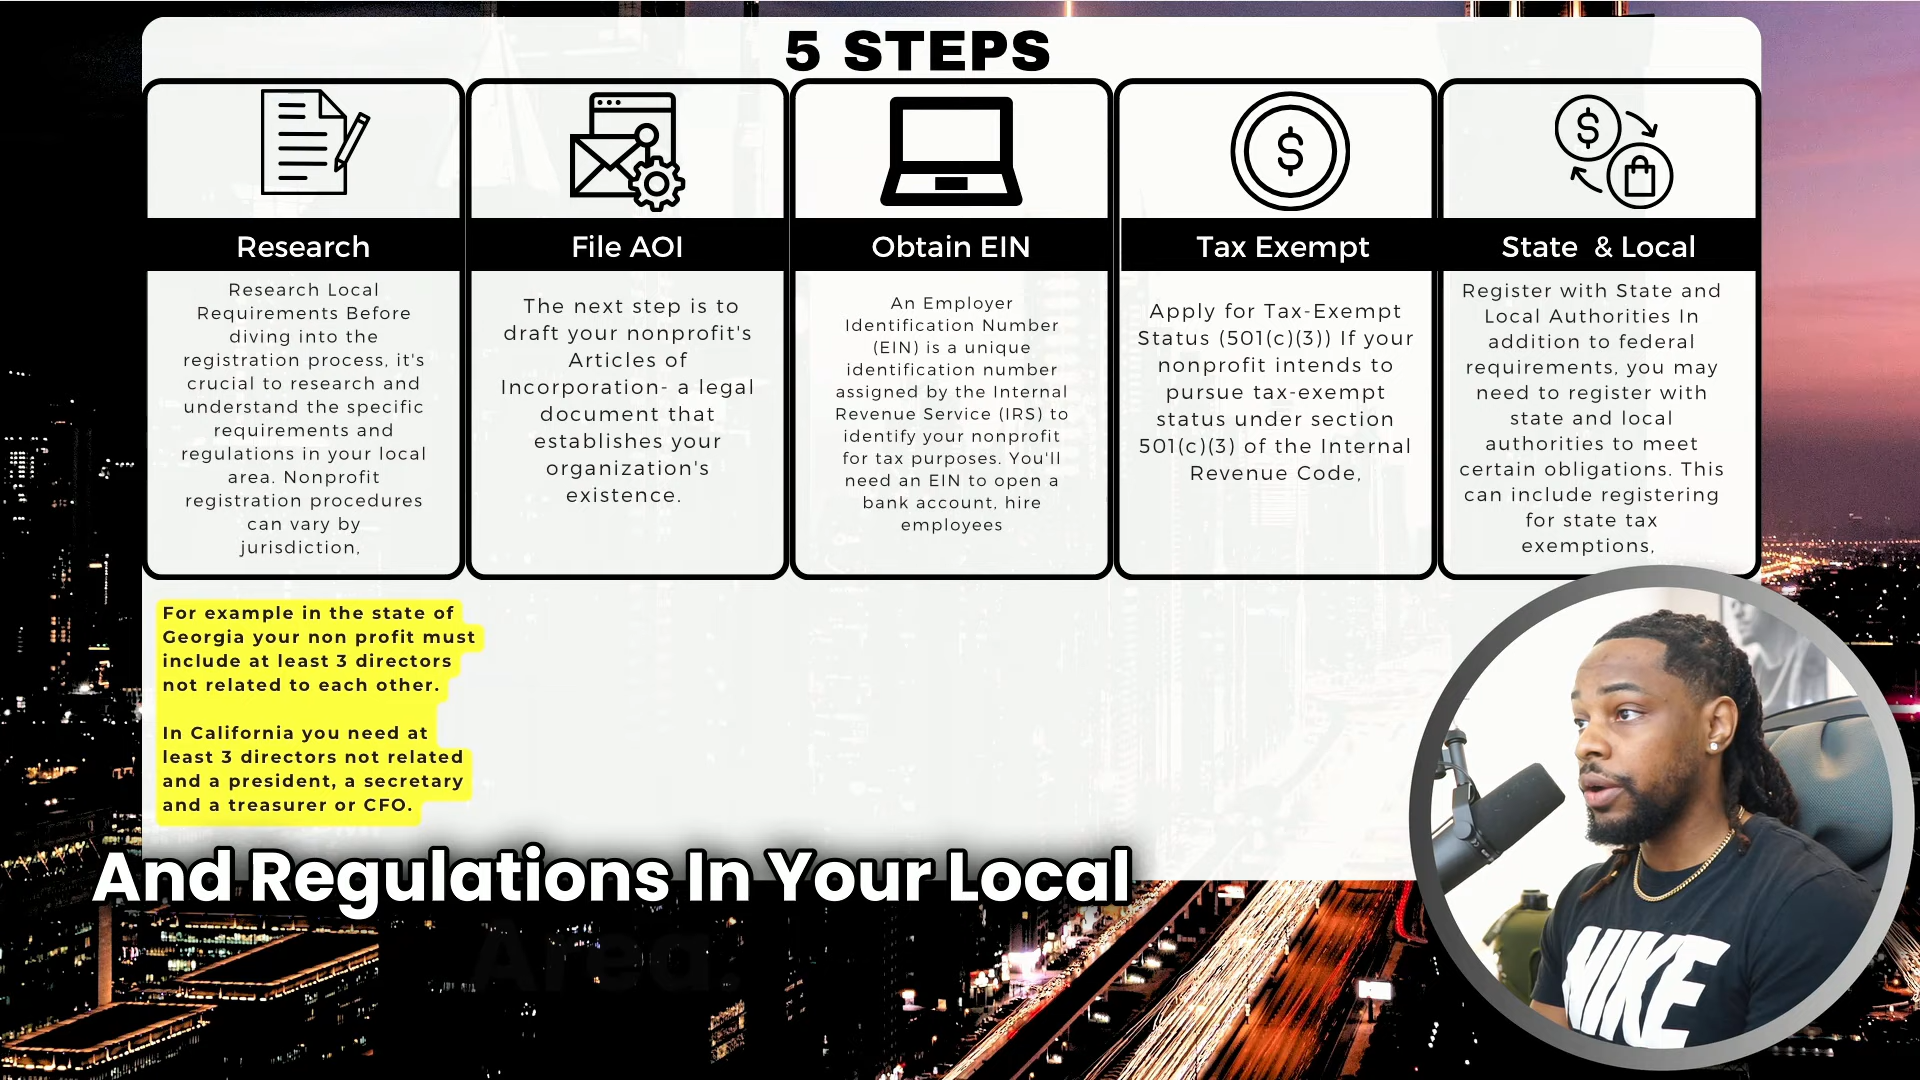 5 STEPS
Research
Research Local
Requirements Before
diving into the
registration process, it's
crucial to research and
understand the specific
requirements and
regulations in your local
area. Nonprofit
registration procedures
can vary by
jurisdiction,
File AOI
The next step is to
draft your nonprofit's
Articles of
Incorporation- a legal
document that
establishes your
organization's
existence.
Obtain EIN
An Employer
Identification Number
(EIN) is a unique
identification number
assigned by the Internal
Revenue Service (IRS) to
identify your nonprofit
for tax purposes. You'll
need an EIN to open a
bank account, hire
employees
Tax Exempt
Apply for Tax-Exempt
Status (501(c)(3)) If your
nonprofit intends to
pursue tax-exempt
status under section
501(c)(3) of the Internal
Revenue Code,
State & Local
Register with State and
Local Authorities In
addition to federal
requirements, you may
need to register with
state and local
authorities to meet
certain obligations. This
can include registering
for state tax
exemptions,
For example in the state of
Georgia your non profit must
include at least 3 directors
not related to each other.
In California you need at
least 3 directors not related
and a president, a secretary
and a treasurer or CFO.
And Regulations In Your Local
Area.
NIKE